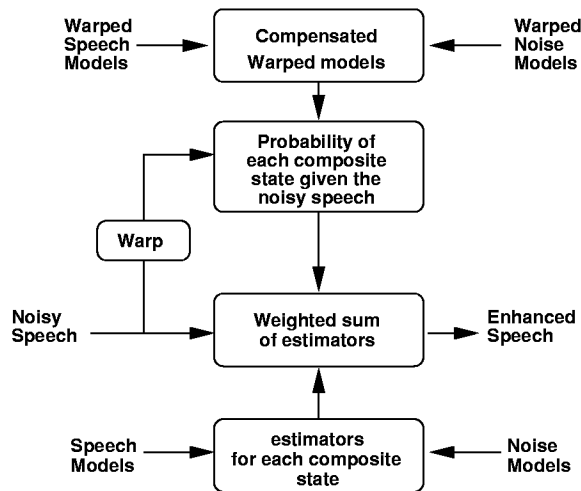 Warped
Speech
Models
Compensated
Warped models
Warped
Noise
Models
Probability of
each composite
state given the
noisy speech
Warp
Noisy
Speech
Weighted sum
of estimators
Enhanced
Speech
Speech
Models
estimators
for each composite
state
Noise
Models